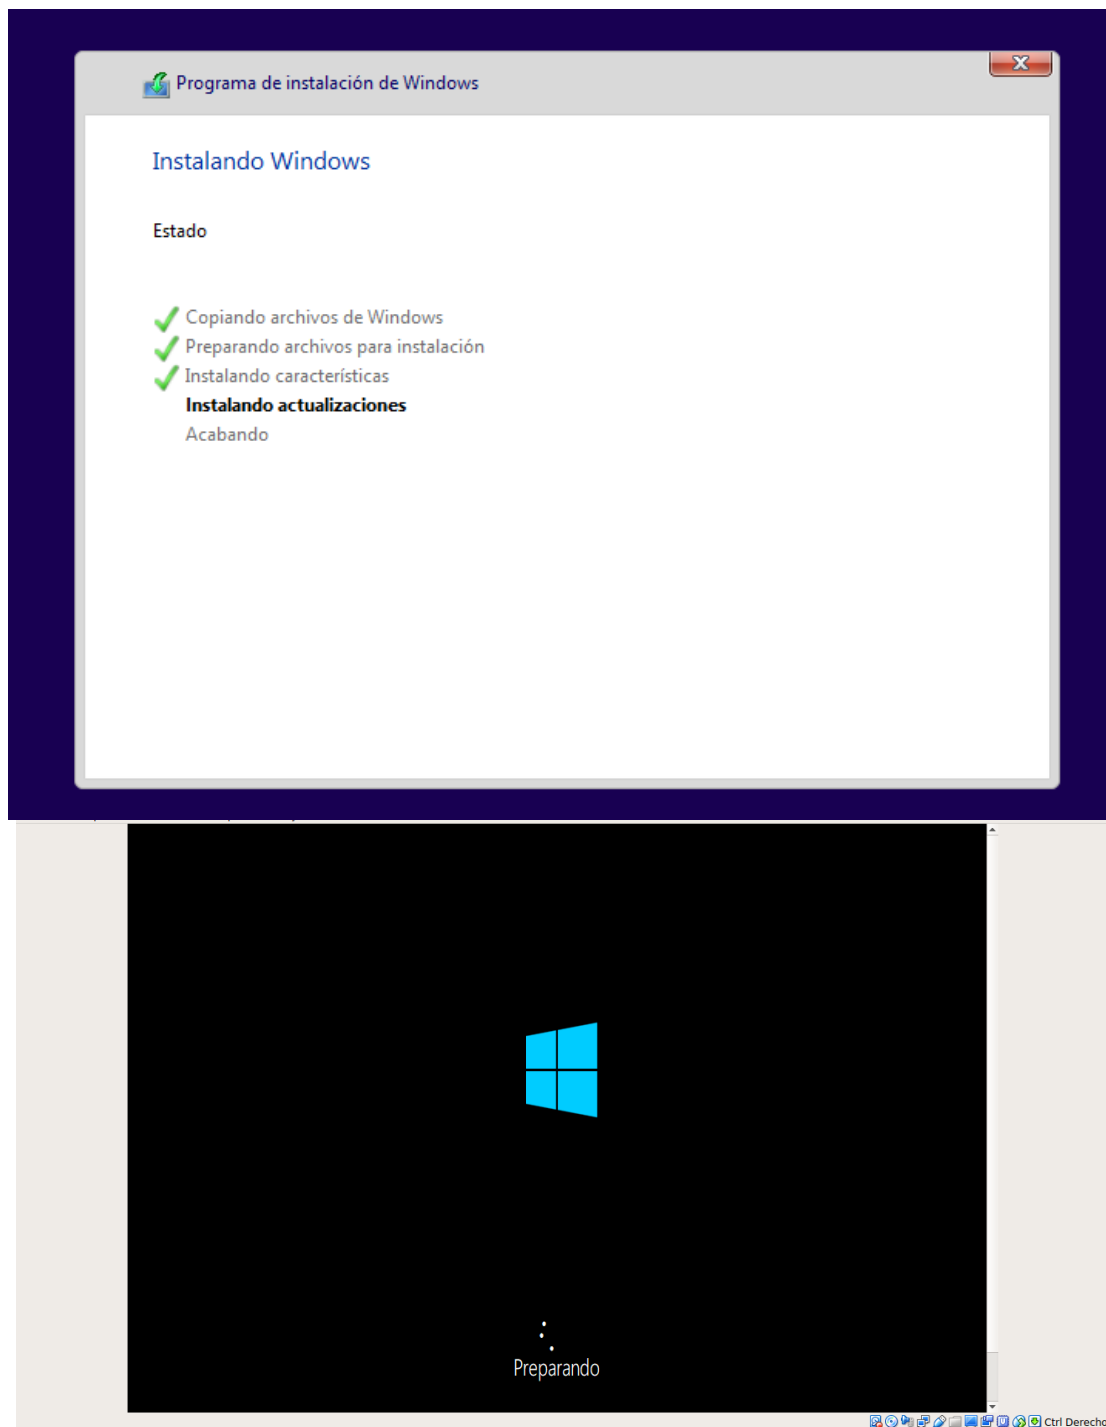 Programa de instalación de Windows
Instalando Windows
Estado
Copiando archivos de Windows
Preparando archivos para instalación
Instalando características
Instalando actualizaciones
Acabando
Preparando
Ctrl Derecho